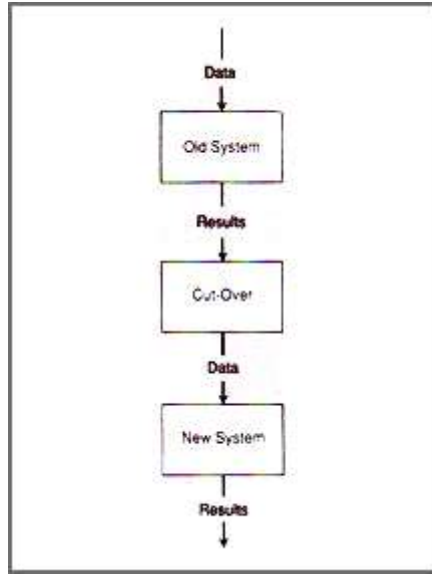 Data
Old System
Results
Cut-Over
Data
New System
Results